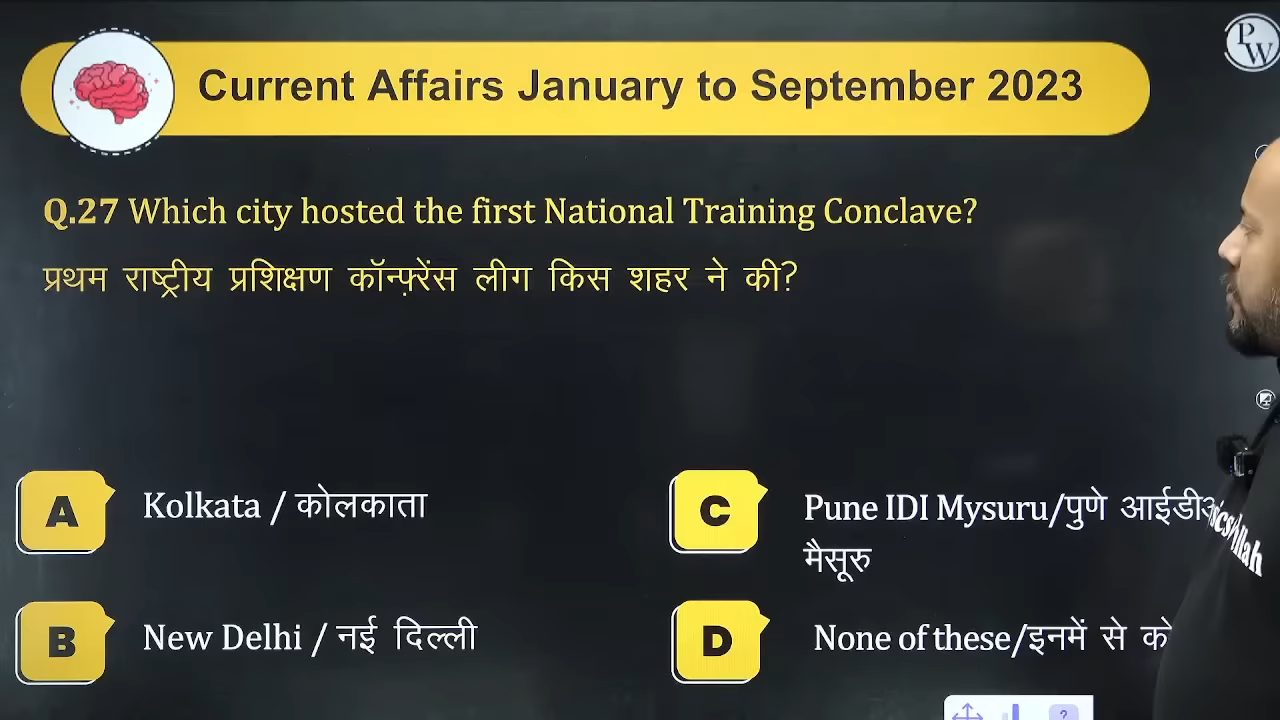 PW
Current Affairs January to September 2023
Q.27 Which city hosted the first National Training Conclave?
प्रथम राष्ट्रीय प्रशिक्षण कॉन्फ़्रेंस लीग किस शहर ने की?
A Kolkata / कोलकाता
C Pune IDI Mysuru/पुणे
मैसूरु
B New Delhi / नई दिल्ली
D None of these/इनमें से
?